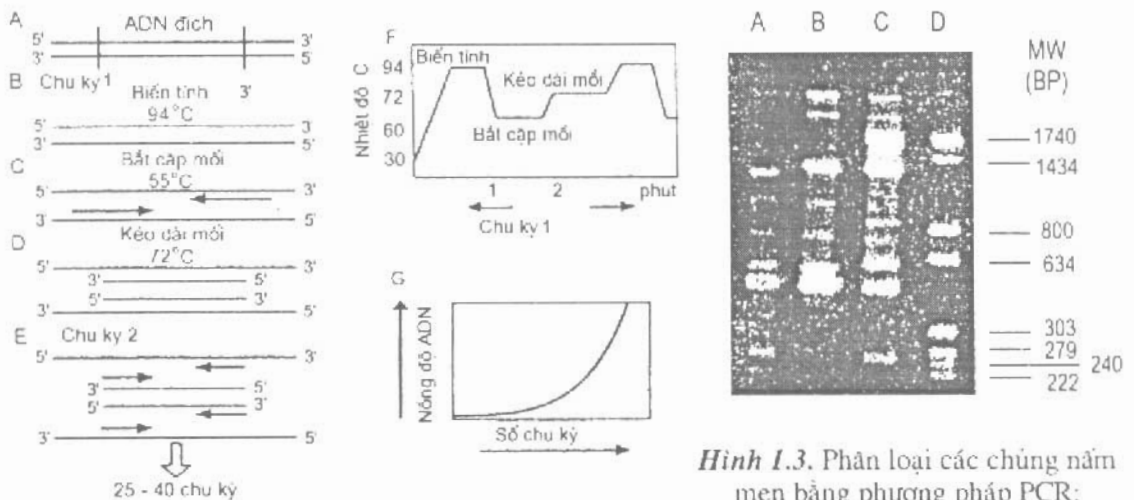 A
ADN đích
5' 3'
3' 5'
B Chu kỳ 1
Biến tính 3'
94°C
5' 3'
3' 5'
C Bắt cặp mồi
55°C
5' 3'
3' 5'
D Kéo dài mồi
72°C
5' 3'
3' 5'
5' 3'
3' 5'
E Chu kỳ 2
5' 3'
3' 5'
5' 3'
3' 5'
25 - 40 chu kỳ
F
Nhiệt độ C
94
72
60
30
Biến tính
Kéo dài mồi
Bắt cặp mồi
1 2 phút
Chu kỳ 1
G
Nồng độ ADN
Số chu kỳ
A B C D
MW
(BP)
1740
1434
800
634
303
279
240
222
Hình 1.3. Phân loại các chủng nấm
men bằng phương pháp PCR: